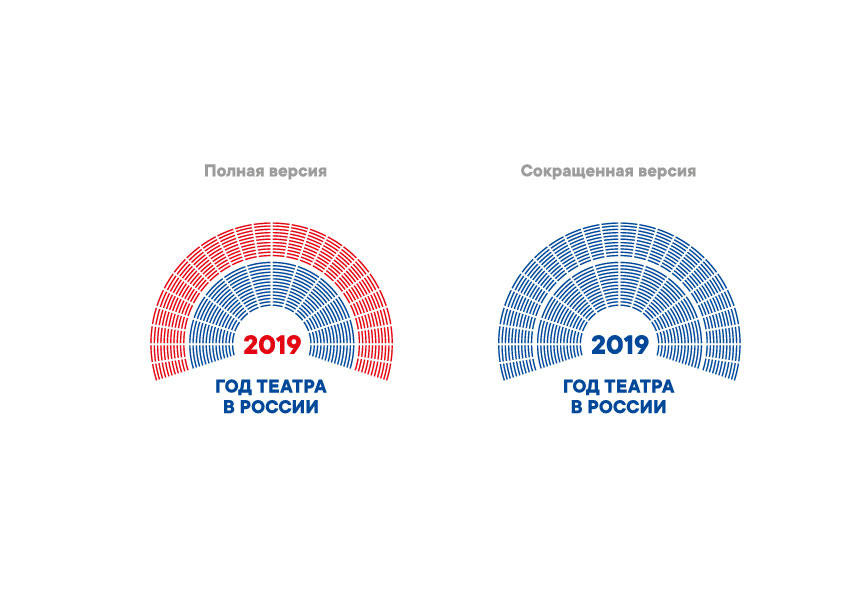 Полная версия
Сокращенная версия
2019
ГОД ТЕАТРА
В РОССИИ
2019
ГОД ТЕАТРА
В РОССИИ